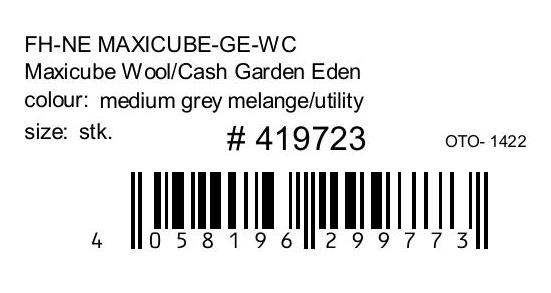 FH-NE MAXICUBE-GE-WC
Maxicube Wool/Cash Garden Eden
colour: medium grey melange/utility
size: stk.
# 419723
OTO- 1422
4 058196 299773